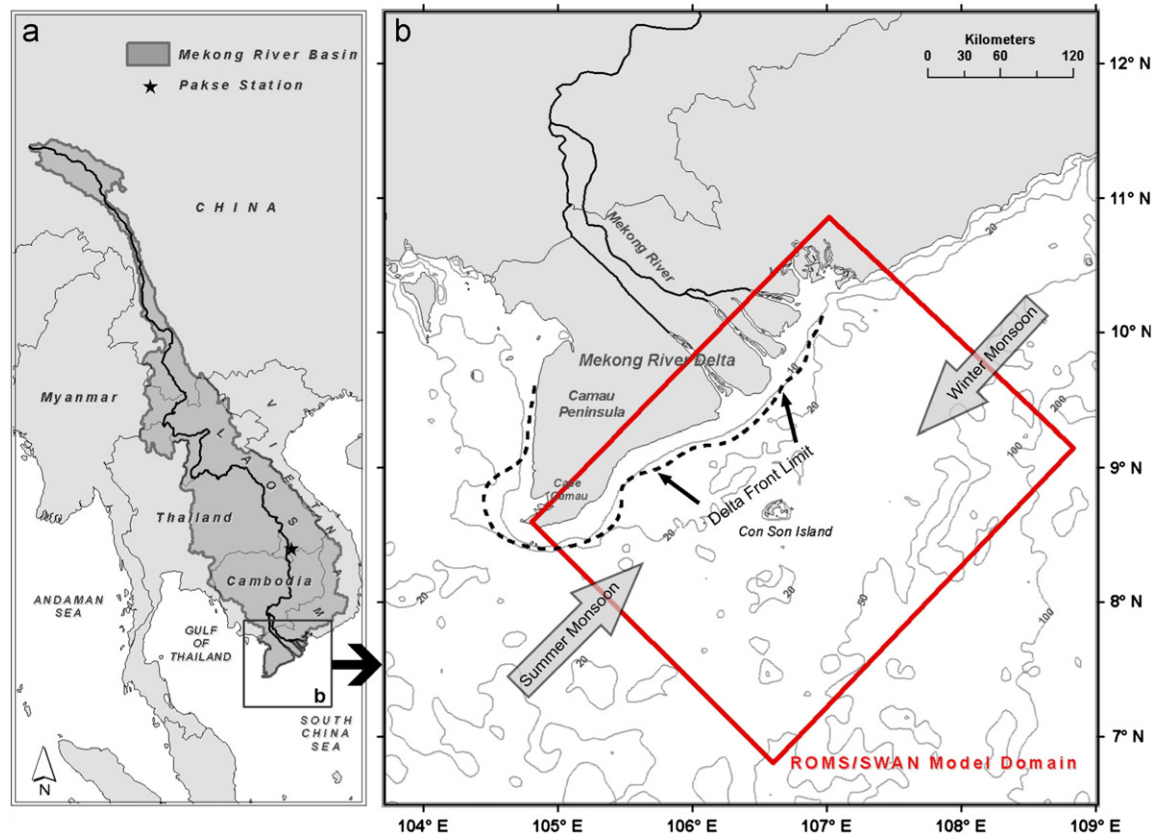 a
Mekong River Basin
Pakse Station
CHINA
Myanmar
VIETNAM
LAOS
Thailand
Cambodia
ANDAMAN
SEA
GULF
OF
THAILAND
b
SOUTH
CHINA
SEA
N
b
Kilometers
0 30 60 120
12° N
11° N
10° N
9° N
8° N
7° N
Mekong River
20
Winter Monsoon
Mekong River Delta
10
Camau
Peninsula
20
200
100
Delta Front Limit
Cape
Camau
20
Con Son Island
20
20
50
100
Summer Monsoon
20
ROMS/SWAN Model Domain
104° E
105° E
106° E
107° E
108° E
109° E